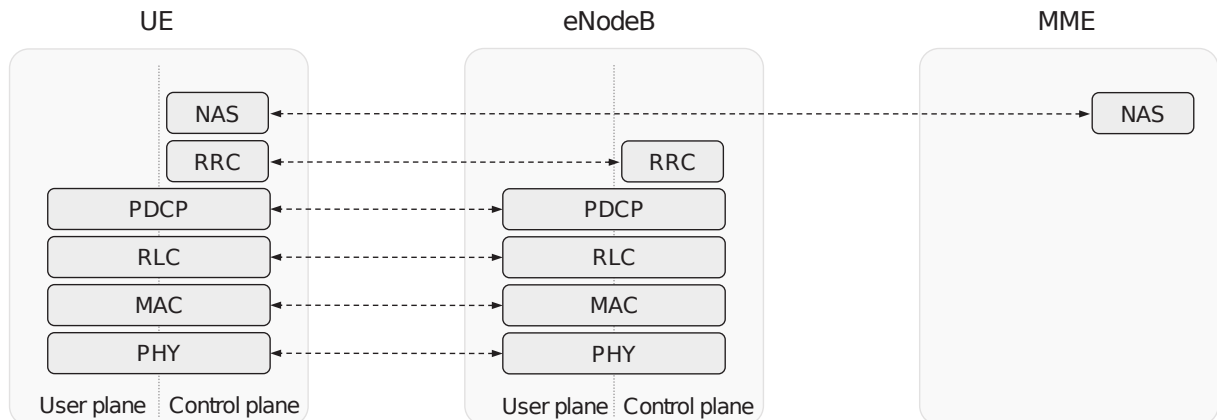 UE eNodeB MME
NAS NAS
RRC RRC
PDCP PDCP
RLC RLC
MAC MAC
PHY PHY
User plane Control plane User plane Control plane